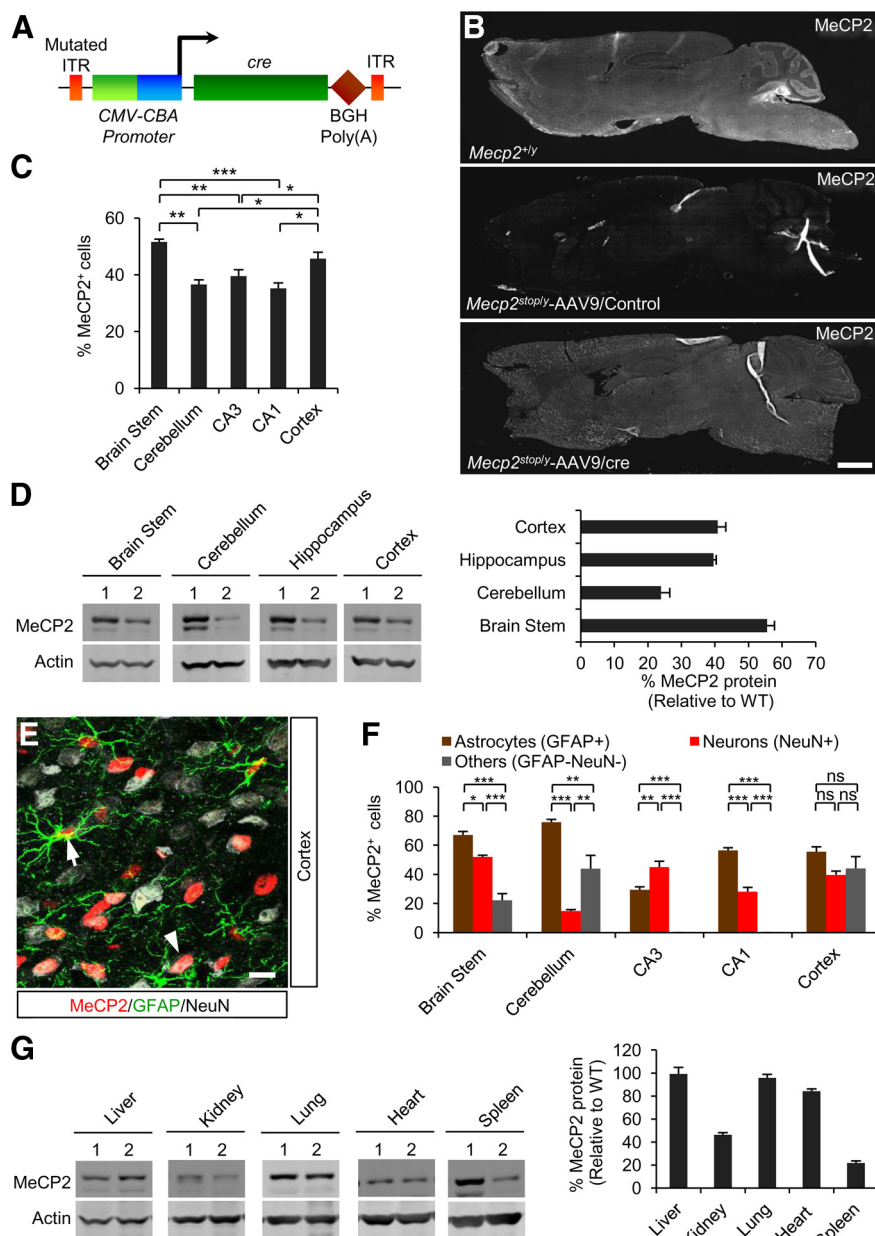 A
Mutated
ITR
cre
ITR
CMV-CBA
Promoter
BGH
Poly(A)
B
MeCP2
Mecp2+/y
MeCP2
Mecp2stop/y-AAV9/Control
MeCP2
Mecp2stop/y-AAV9/cre
C
% MeCP2+ cells
60
40
20
0
***
** *
*
** *
Brain Stem
Cerebellum
CA3
CA1
Cortex
D
Brain Stem
Cerebellum
Hippocampus
Cortex
1 2 1 2 1 2 1 2
MeCP2
Actin
Cortex
Hippocampus
Cerebellum
Brain Stem
0 10 20 30 40 50 60 70
% MeCP2 protein
(Relative to WT)
E
Cortex
MeCP2/GFAP/NeuN
F
Astrocytes (GFAP+)
Neurons (NeuN+)
Others (GFAP-NeuN-)
% MeCP2+ cells
100
80
60
40
20
0
*** ** *** *** ns
* *** *** ** ** *** *** *** ns ns
Brain Stem
Cerebellum
CA3
CA1
Cortex
G
Liver
Kidney
Lung
Heart
Spleen
1 2 1 2 1 2 1 2 1 2
MeCP2
Actin
% MeCP2 protein
(Relative to WT)
120
100
80
60
40
20
0
Liver
Kidney
Lung
Heart
Spleen